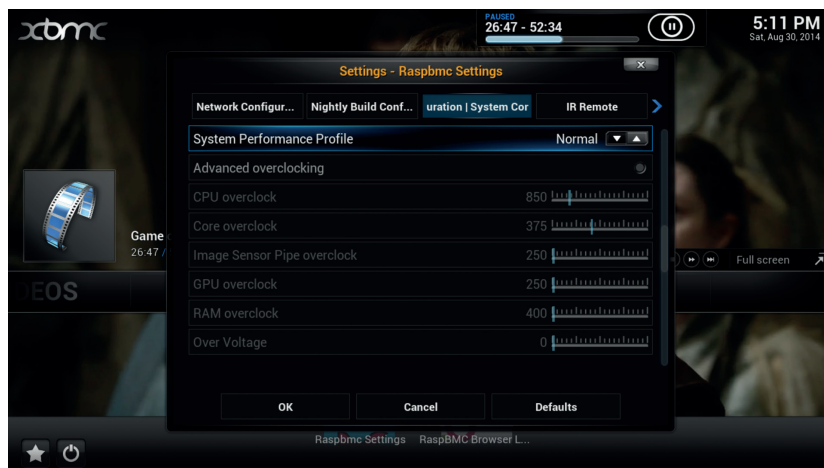 xbmc
PAUSED
26:47 - 52:34
5:11 PM
Sat, Aug 30, 2014
Settings - Raspbmc Settings
Network Configur...
Nightly Build Conf...
uration | System Cor
IR Remote
System Performance Profile
Normal
Advanced overclocking
CPU overclock
850
Core overclock
375
Image Sensor Pipe overclock
250
GPU overclock
250
RAM overclock
400
Over Voltage
0
Game
26:47 /
Full screen
DEOS
OK
Cancel
Defaults
Raspbmc Settings
RaspBMC Browser L...